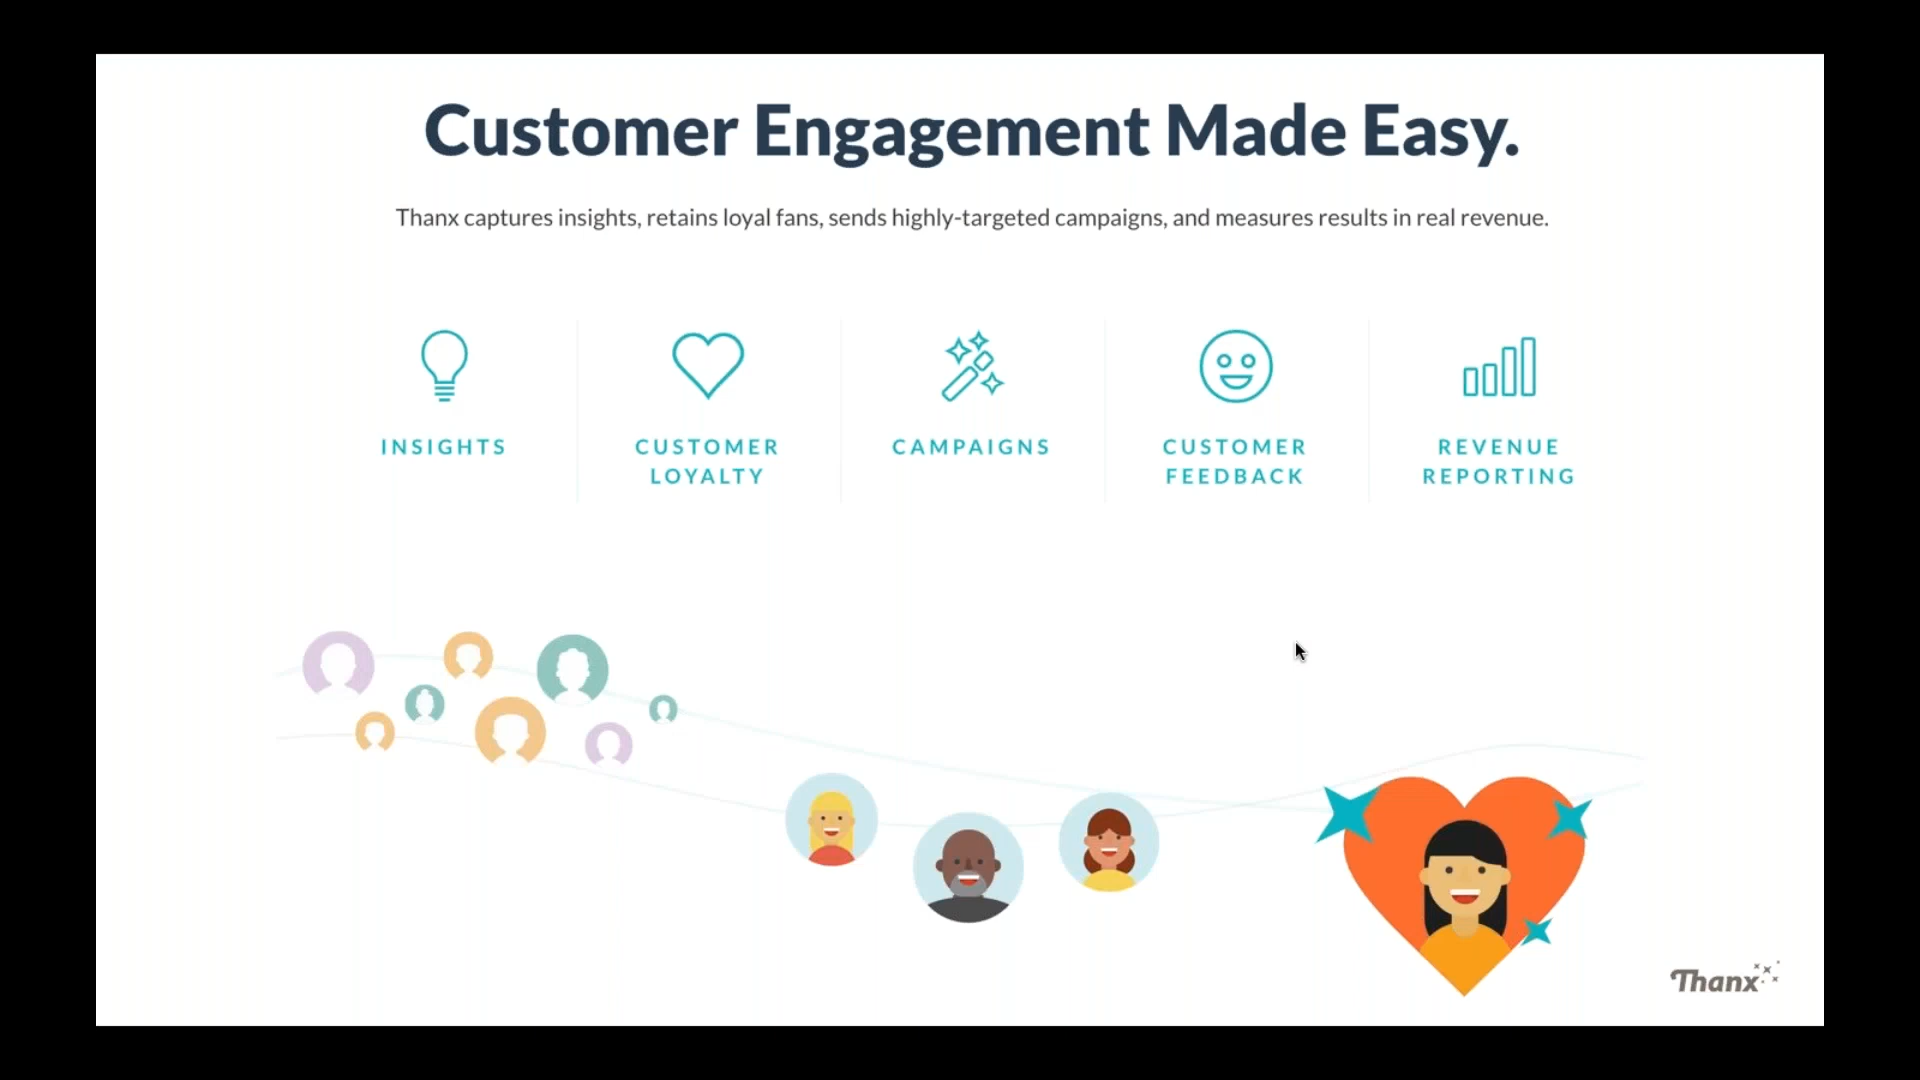 Customer Engagement Made Easy.
Thanx captures insights, retains loyal fans, sends highly-targeted campaigns, and measures results in real revenue.
INSIGHTS
CUSTOMER
LOYALTY
CAMPAIGNS
CUSTOMER
FEEDBACK
REVENUE
REPORTING
Thanx